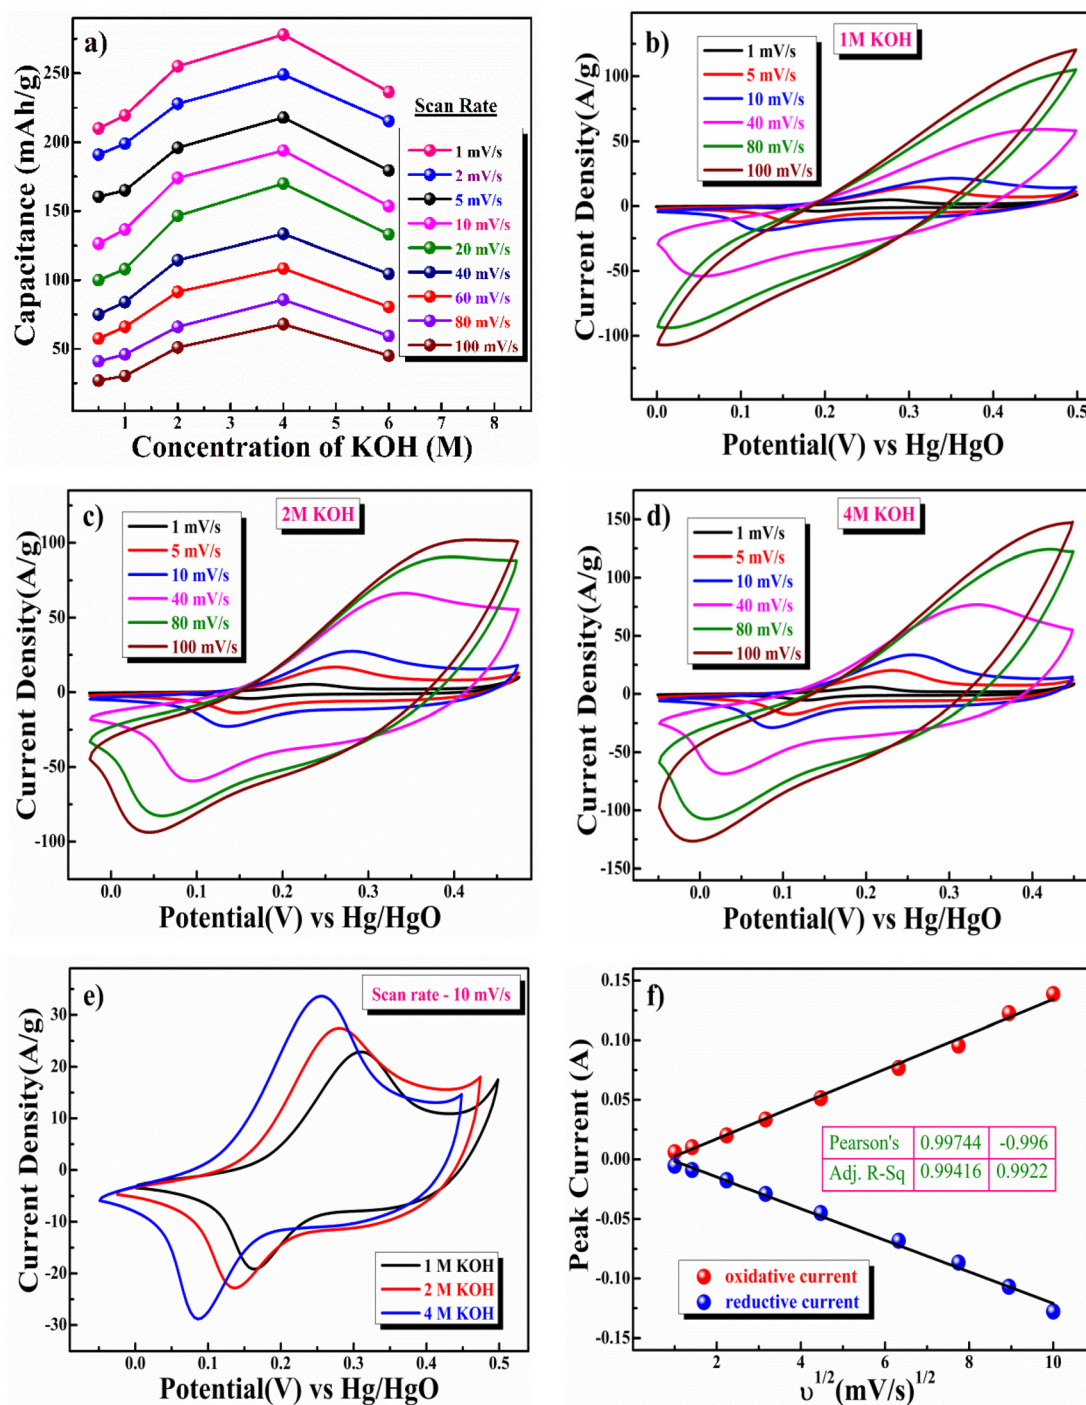 a)
Capacitance (mAh/g)
250
200
150
100
50
Scan Rate
1 mV/s
2 mV/s
5 mV/s
10 mV/s
20 mV/s
40 mV/s
60 mV/s
80 mV/s
100 mV/s
1 2 3 4 5 6 7 8
Concentration of KOH (M)
b)
1M KOH
1 mV/s
5 mV/s
10 mV/s
40 mV/s
80 mV/s
100 mV/s
Current Density(A/g)
100
50
0
-50
-100
0.0 0.1 0.2 0.3 0.4 0.5
Potential(V) vs Hg/HgO
c)
2M KOH
1 mV/s
5 mV/s
10 mV/s
40 mV/s
80 mV/s
100 mV/s
Current Density(A/g)
100
50
0
-50
-100
0.0 0.1 0.2 0.3 0.4
Potential(V) vs Hg/HgO
d)
4M KOH
1 mV/s
5 mV/s
10 mV/s
40 mV/s
80 mV/s
100 mV/s
Current Density(A/g)
150
100
50
0
-50
-100
-150
0.0 0.1 0.2 0.3 0.4
Potential(V) vs Hg/HgO
e)
Scan rate - 10 mV/s
Current Density(A/g)
30
20
10
0
-10
-20
-30
1 M KOH
2 M KOH
4 M KOH
0.0 0.1 0.2 0.3 0.4 0.5
Potential(V) vs Hg/HgO
f)
Peak Current (A)
0.15
0.10
0.05
0.00
-0.05
-0.10
-0.15
Pearson's 0.99744 -0.996
Adj. R-Sq 0.99416 0.9922
oxidative current
reductive current
2 4 6 8 10
υ1/2(mV/s)1/2